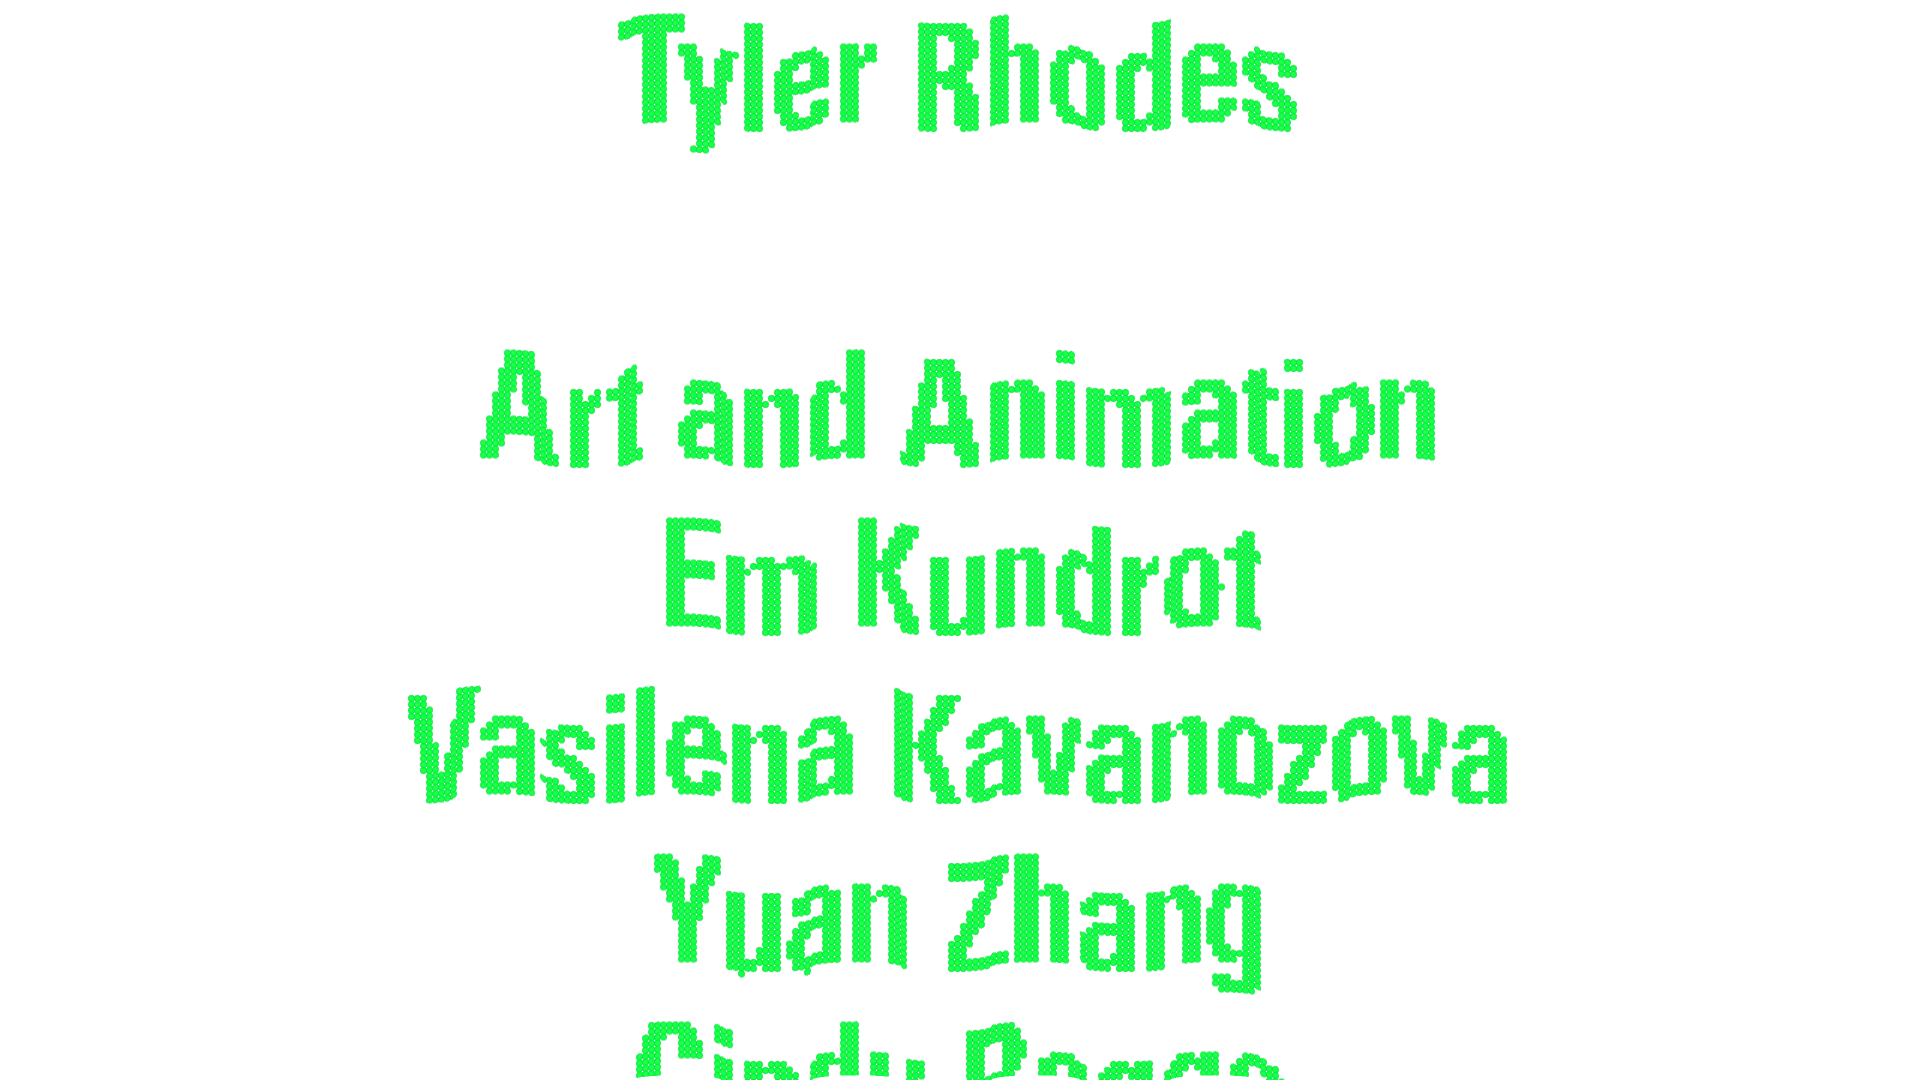 Tyler Rhodes
Art and Animation
Em Kundrot
Vasilena Kavanozova
Yuan Zhang